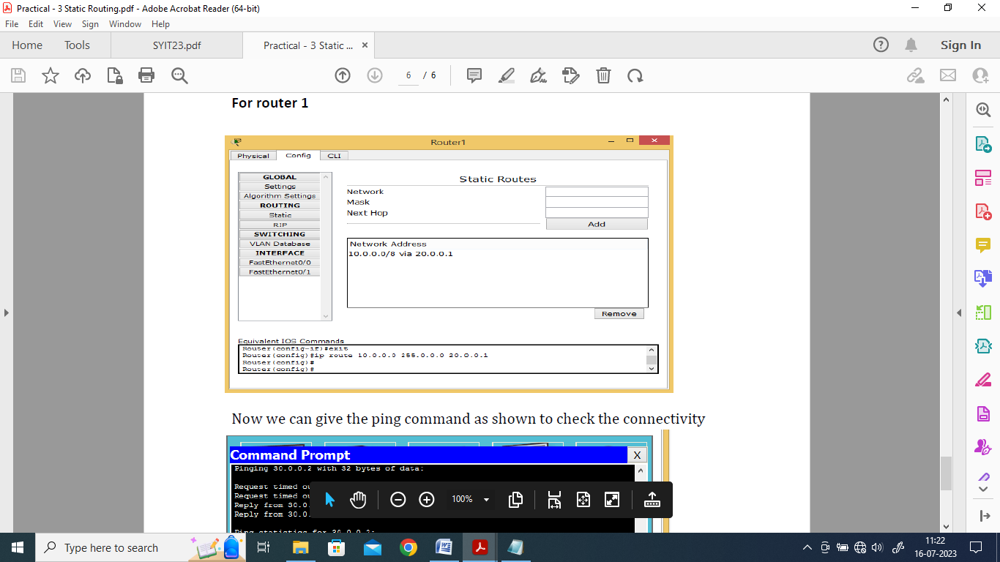 Practical - 3 Static Routing.pdf - Adobe Acrobat Reader (64-bit)
File Edit View Sign Window Help
Home Tools SYIT23.pdf Practical - 3 Static ... × Sign In
6 / 6
For router 1
Router1
Physical Config CLI
GLOBAL
Settings
Algorithm Settings
ROUTING
Static
RIP
SWITCHING
VLAN Database
INTERFACE
FastEthernet0/0
FastEthernet0/1
Static Routes
Network
Mask
Next Hop
Add
Network Address
10.0.0.0/8 via 20.0.0.1
Remove
Equivalent IOS Commands
Router(config-if)#exit
Router(config)#ip route 10.0.0.0 255.0.0.0 20.0.0.1
Router(config)#
Router(config)#
Now we can give the ping command as shown to check the connectivity
Command Prompt X
Pinging 30.0.0.2 with 32 bytes of data:
Request timed
Request timed
Reply from 30.0
Reply from 30.0
100%
Ping statistics for 30.0.0.2:
Type here to search
11:22
16-07-2023